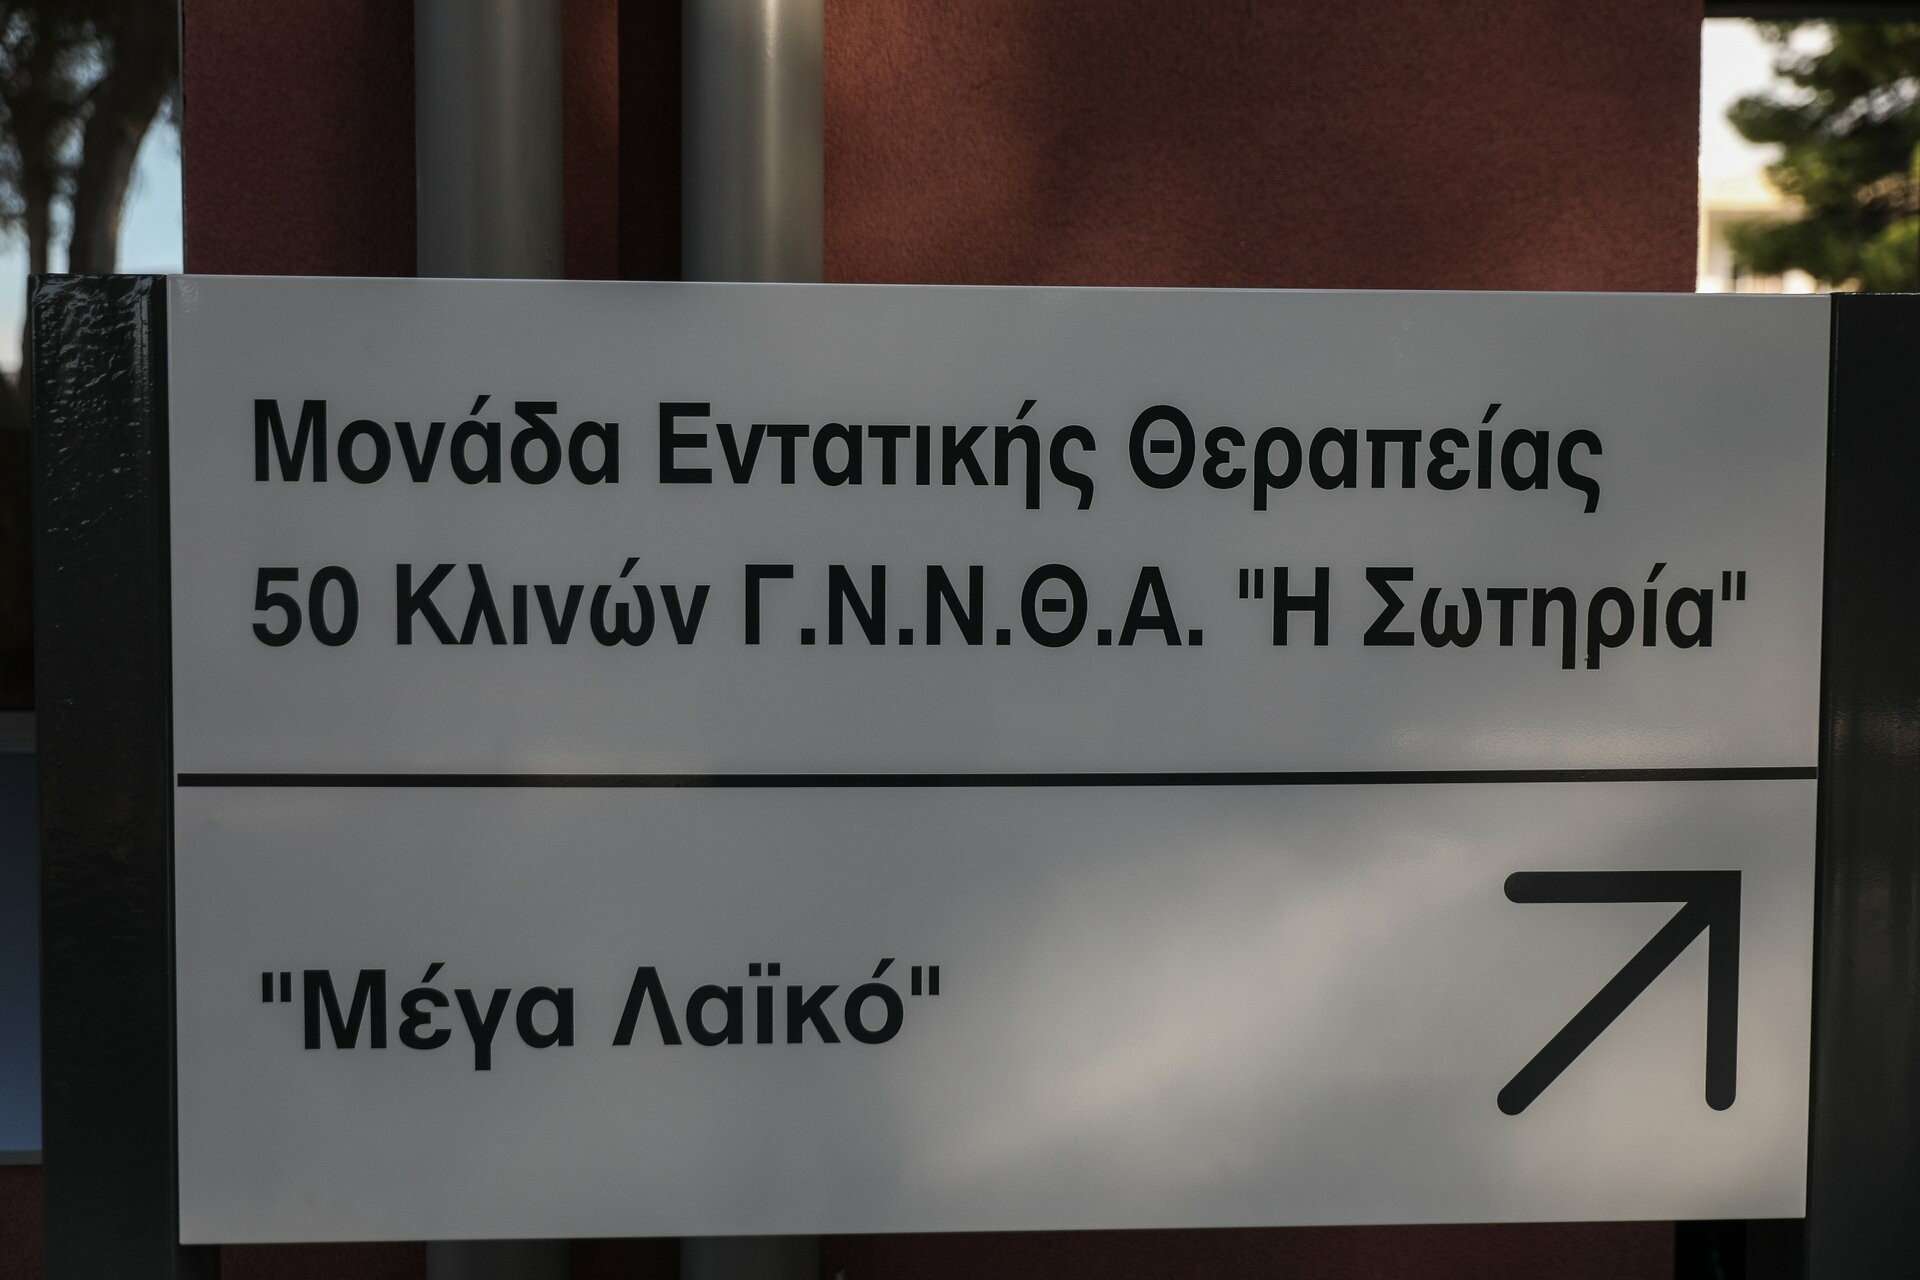 Μονάδα Εντατικής Θεραπείας
50 Κλινών Γ.Ν.Ν.Θ.Α. "Η Σωτηρία"
"Μέγα Λαϊκό"